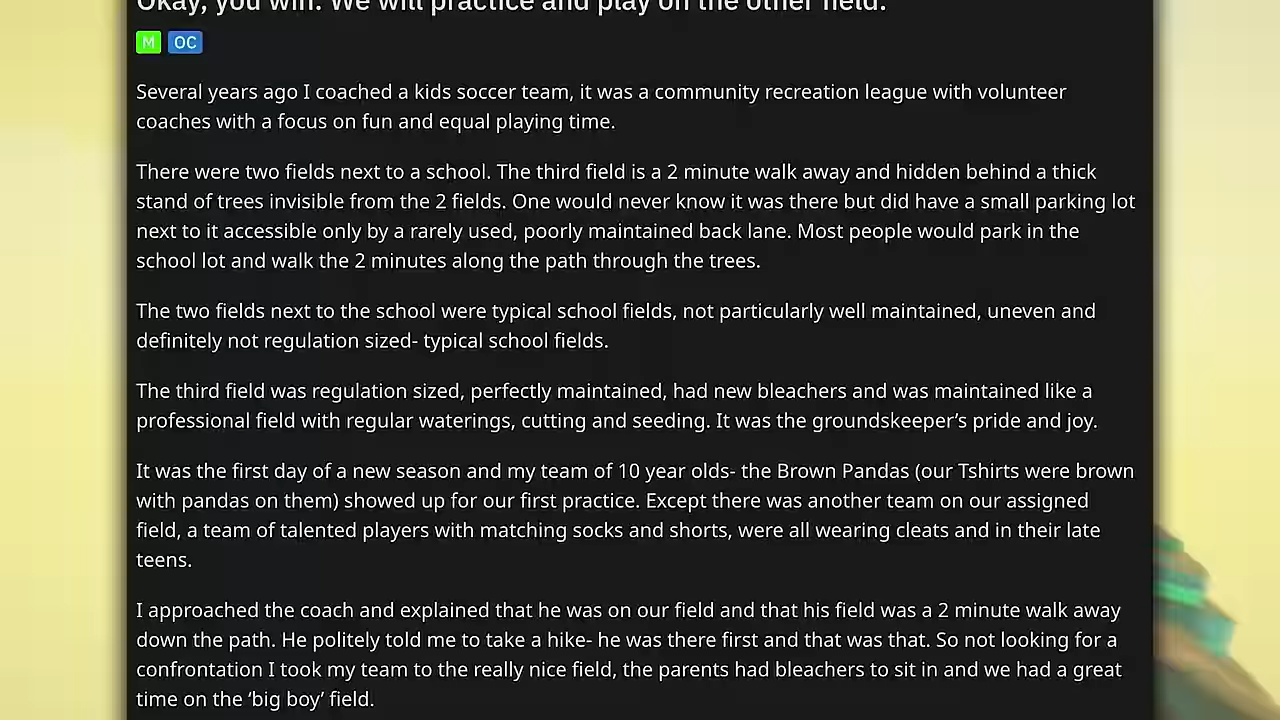 Okay, you win. We will practice and play on the other field.
M OC
Several years ago I coached a kids soccer team, it was a community recreation league with volunteer
coaches with a focus on fun and equal playing time.
There were two fields next to a school. The third field is a 2 minute walk away and hidden behind a thick
stand of trees invisible from the 2 fields. One would never know it was there but did have a small parking lot
next to it accessible only by a rarely used, poorly maintained back lane. Most people would park in the
school lot and walk the 2 minutes along the path through the trees.
The two fields next to the school were typical school fields, not particularly well maintained, uneven and
definitely not regulation sized- typical school fields.
The third field was regulation sized, perfectly maintained, had new bleachers and was maintained like a
professional field with regular waterings, cutting and seeding. It was the groundskeeper’s pride and joy.
It was the first day of a new season and my team of 10 year olds- the Brown Pandas (our Tshirts were brown
with pandas on them) showed up for our first practice. Except there was another team on our assigned
field, a team of talented players with matching socks and shorts, were all wearing cleats and in their late
teens.
I approached the coach and explained that he was on our field and that his field was a 2 minute walk away
down the path. He politely told me to take a hike- he was there first and that was that. So not looking for a
confrontation I took my team to the really nice field, the parents had bleachers to sit in and we had a great
time on the ‘big boy’ field.